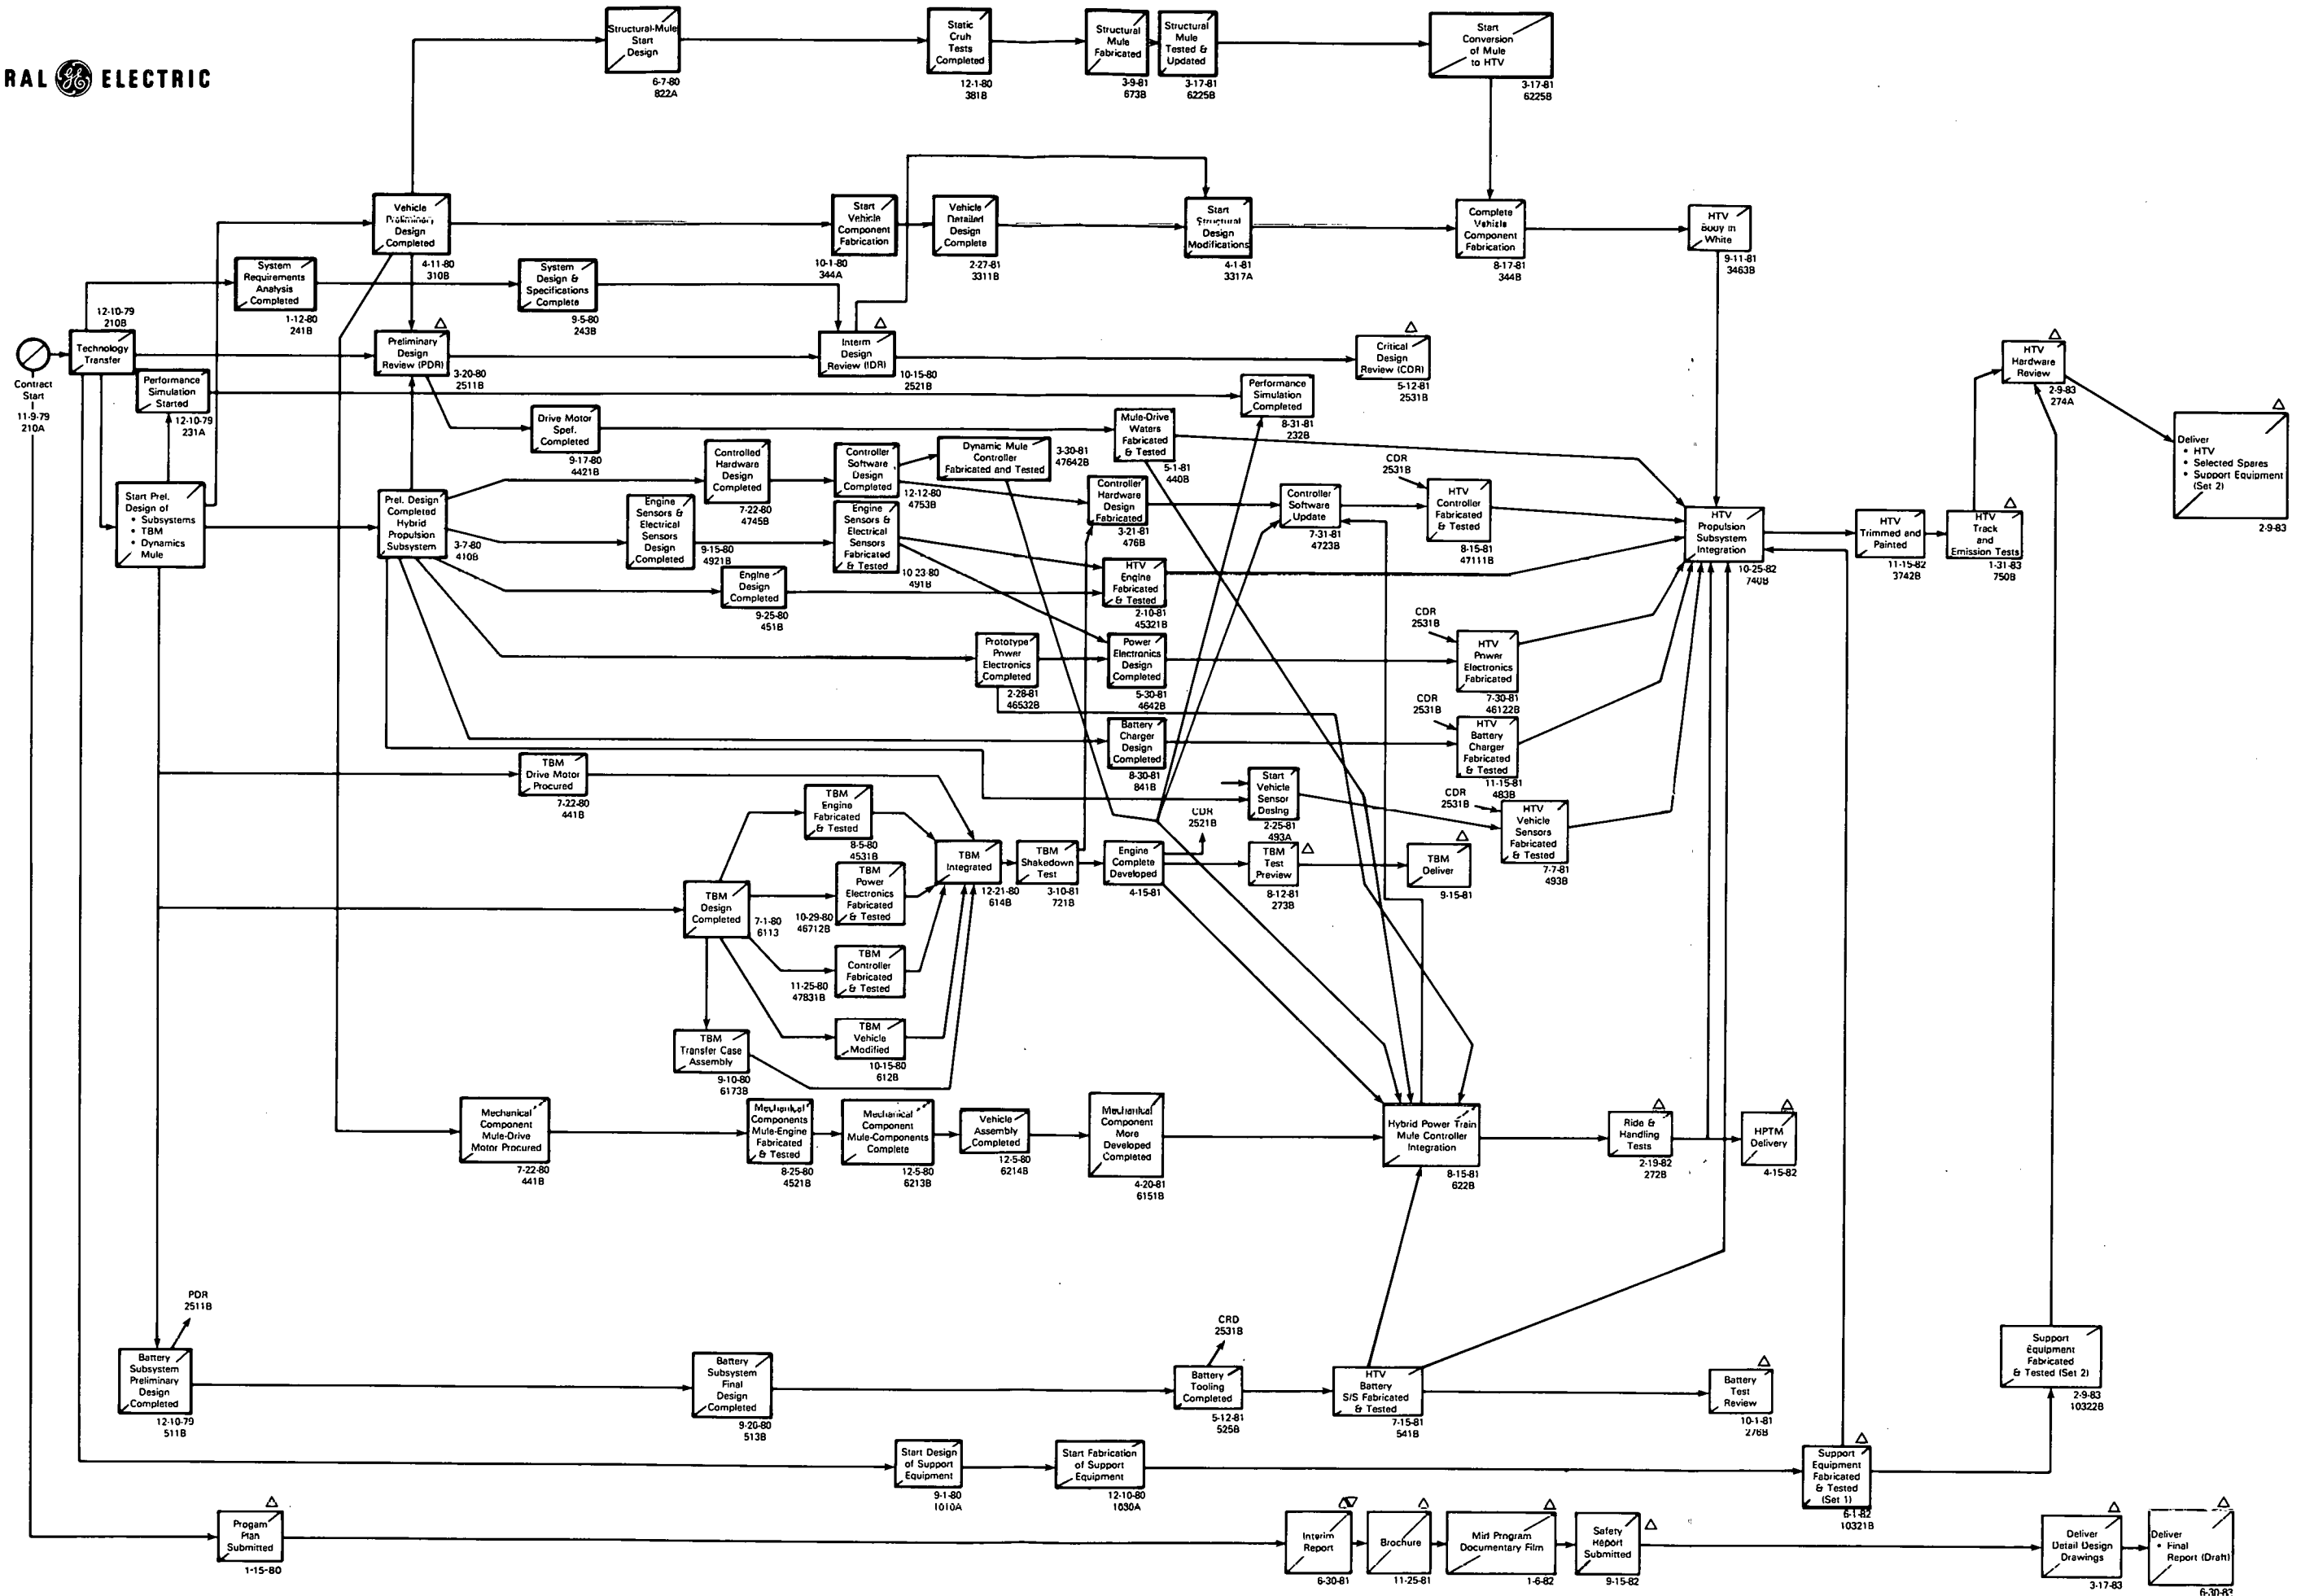 RAL GE ELECTRIC
Structural-Mule
Start
Design
6-7-80
822A
Static
Cruh
Tests
Completed
12-1-80
381B
Structural
Mule
Fabricated
3-9-81
673B
Structural
Mule
Tested &
Updated
3-17-81
6225B
Start
Conversion
of Mule
to HTV
3-17-81
6225B
Vehicle
Preliminary
Design
Completed
4-11-80
310B
Start
Vehicle
Component
Fabrication
10-1-80
344A
Vehicle
Detailed
Design
Complete
2-27-81
3311B
Start
Structural
Design
Modifications
4-1-81
3317A
Complete
Vehicle
Component
Fabrication
8-17-81
344B
HTV
Body in
White
9-11-81
3463B
System
Requirements
Analysis
Completed
1-12-80
241B
System
Design &
Specifications
Complete
9-5-80
243B
Contract
Start
11-9-79
210A
12-10-79
210B
Technology
Transfer
Preliminary
Design
Review (PDR)
3-20-80
2511B
Interm
Design
Review (IDR)
10-15-80
2521B
Critical
Design
Review (CDR)
5-12-81
2531B
HTV
Hardware
Review
2-9-83
274A
Performance
Simulation
Started
12-10-79
231A
Performance
Simulation
Completed
8-31-81
232B
Drive Motor
Spef.
Completed
9-17-80
4421B
Mule-Drive
Waters
Fabricated
& Tested
5-1-81
440B
Deliver
• HTV
• Selected Spares
• Support Equipment
(Set 2)
2-9-83
Start Prel.
Design of
• Subsystems
• TBM
• Dynamics
Mule
Prel. Design
Completed
Hybrid
Propulsion
Subsystem
3-7-80
410B
Controlled
Hardware
Design
Completed
7-22-80
4745B
Controller
Software
Design
Completed
12-12-80
4753B
Dynamic Mule
Controller
Fabricated and Tested
3-30-81
47642B
Controller
Hardware
Design
Fabricated
3-21-81
476B
Controller
Software
Update
7-31-81
4723B
CDR
2531B
HTV
Controller
Fabricated
& Tested
8-15-81
47111B
HTV
Propulsion
Subsystem
Integration
10-25-82
740B
HTV
Trimmed and
Painted
11-15-82
3742B
HTV
Track
and
Emission Tests
1-31-83
750B
Engine
Sensors &
Electrical
Sensors
Design
Completed
9-15-80
4921B
Engine
Sensors &
Electrical
Sensors
Fabricated
& Tested
10 23-80
491B
Engine
Design
Completed
9-25-80
451B
HTV
Engine
Fabricated
& Tested
2-10-81
45321B
Prototype
Power
Electronics
Completed
2-28-81
46532B
Power
Electronics
Design
Completed
5-30-81
4642B
CDR
2531B
HTV
Power
Electronics
Fabricated
7-30-81
46122B
Battery
Charger
Design
Completed
8-30-81
841B
CDR
2531B
HTV
Battery
Charger
Fabricated
& Tested
11-15-81
483B
TBM
Drive Motor
Procured
7-22-80
441B
Start
Vehicle
Sensor
Desing
2-25-81
493A
CDR
2531B
HTV
Vehicle
Sensors
Fabricated
& Tested
7-7-81
493B
TBM
Engine
Fabricated
& Tested
8-5-80
4531B
TBM
Integrated
12-21-80
614B
TBM
Shakedown
Test
3-10-81
721B
Engine
Complete
Developed
4-15-81
CDR
2521B
TBM
Test
Preview
8-12-81
273B
TBM
Deliver
9-15-81
TBM
Design
Completed
7-1-80
6113
TBM
Power
Electronics
Fabricated
& Tested
10-29-80
46712B
TBM
Controller
Fabricated
& Tested
11-25-80
47831B
TBM
Vehicle
Modified
10-15-80
612B
TBM
Transfer Case
Assembly
9-10-80
6173B
Mechanical
Component
Mule-Drive
Motor Procured
7-22-80
441B
Mechanical
Components
Mule-Engine
Fabricated
& Tested
8-25-80
4521B
Mechanical
Component
Mule-Components
Complete
12-5-80
6213B
Vehicle
Assembly
Completed
12-5-80
6214B
Mechanical
Component
More
Developed
Completed
4-20-81
6151B
Hybrid Power Train
Mule Controller
Integration
8-15-81
622B
Ride &
Handling
Tests
2-19-82
272B
HPTM
Delivery
4-15-82
PDR
2511B
Battery
Subsystem
Preliminary
Design
Completed
12-10-79
511B
Battery
Subsystem
Final
Design
Completed
9-26-80
513B
CRD
2531B
Battery
Tooling
Completed
5-12-81
525B
HTV
Battery
S/S Fabricated
& Tested
7-15-81
541B
Battery
Test
Review
10-1-81
276B
Support
Equipment
Fabricated
& Tested (Set 2)
2-9-83
10322B
Start Design
of Support
Equipment
9-1-80
1010A
Start Fabrication
of Support
Equipment
12-10-80
1030A
Support
Equipment
Fabricated
& Tested
(Set 1)
6-1-82
10321B
Progam
Plan
Submitted
1-15-80
Interim
Report
6-30-81
Brochure
11-25-81
Mid Program
Documentary Film
1-6-82
Safety
Report
Submitted
9-15-82
Deliver
Detail Design
Drawings
3-17-83
Deliver
• Final
Report (Draft)
6-30-83